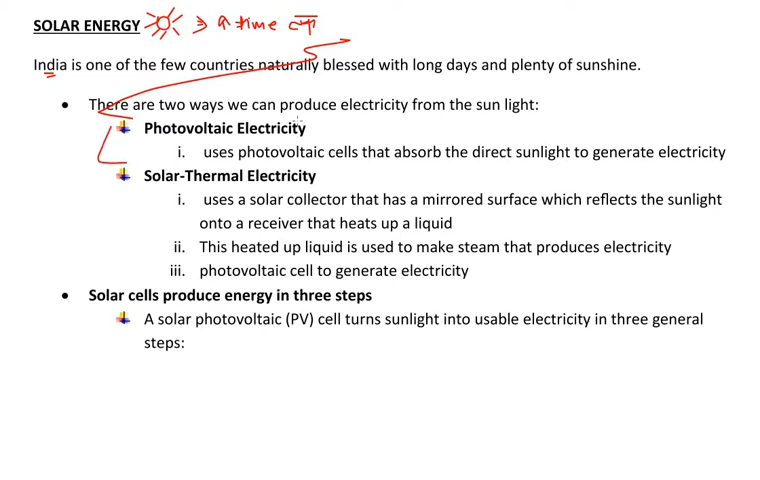 SOLAR ENERGY a time
India is one of the few countries naturally blessed with long days and plenty of sunshine.
• There are two ways we can produce electricity from the sun light:
Photovoltaic Electricity
i. uses photovoltaic cells that absorb the direct sunlight to generate electricity
Solar-Thermal Electricity
i. uses a solar collector that has a mirrored surface which reflects the sunlight
onto a receiver that heats up a liquid
ii. This heated up liquid is used to make steam that produces electricity
iii. photovoltaic cell to generate electricity
• Solar cells produce energy in three steps
A solar photovoltaic (PV) cell turns sunlight into usable electricity in three general
steps: